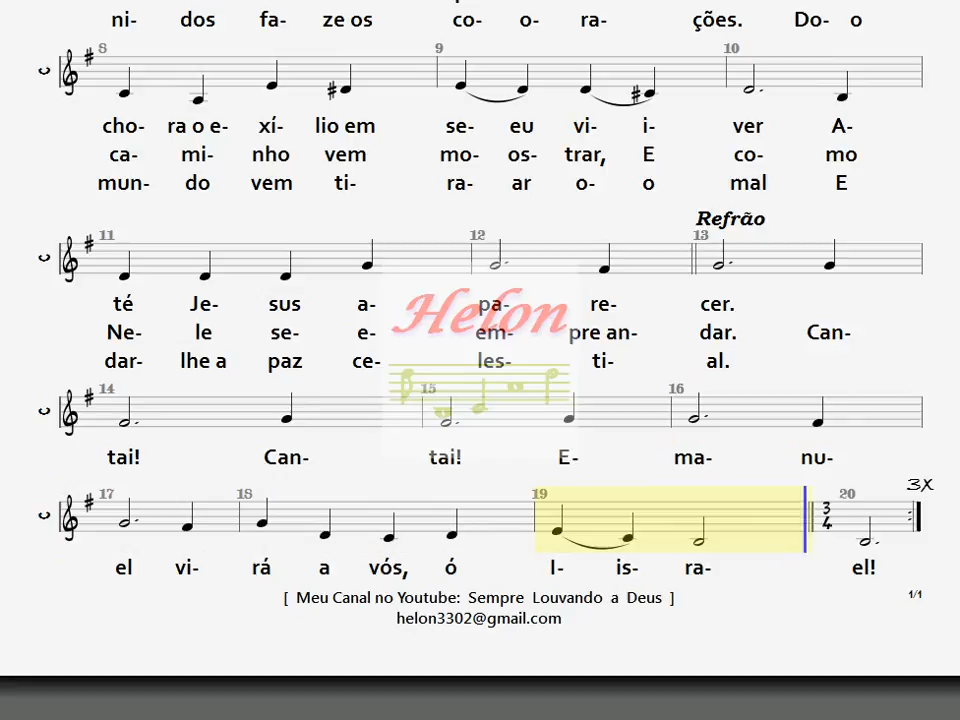 ni- dos fa- ze os co- o- ra- ções. Do- o
8 9 10
cho- ra o e- xí- lio em se- eu vi- i- ver A-
ca- mi- nho vem mo- os- trar, E co- mo
mun- do vem ti- ra- ar o- o mal E
Refrão
11 12 13
té Je- sus a- pa- re- cer.
Ne- le se- e- em- pre an- dar. Can-
dar- lhe a paz ce- les- ti- al.
Helon
14 15 16
tai! Can- tai! E- ma- nu-
3X
17 18 19 20
3
4
el vi- rá a vós, ó I- is- ra- el!
[ Meu Canal no Youtube: Sempre Louvando a Deus ]
1/1
helon3302@gmail.com